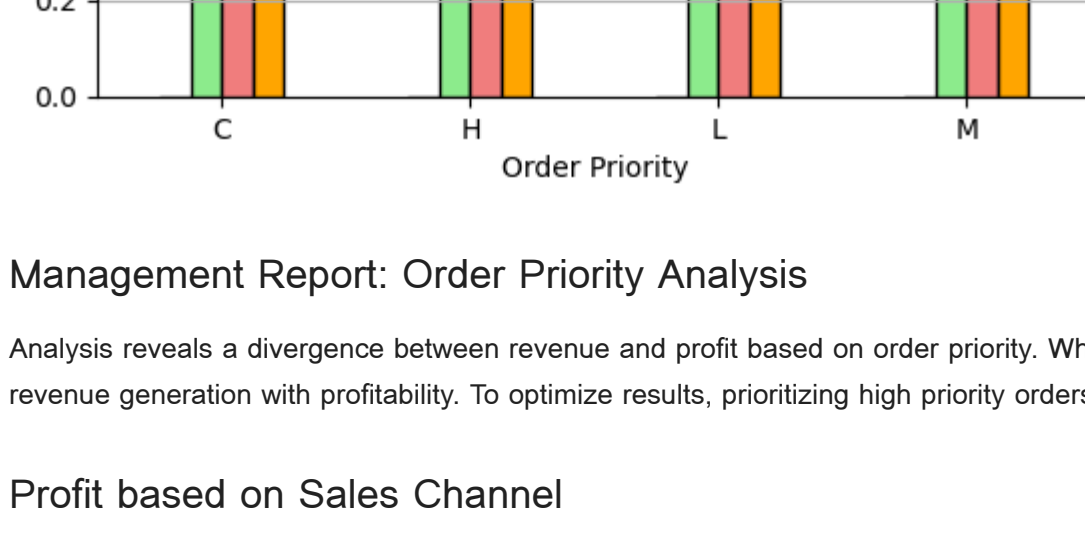 0.2
0.0
C H L M
Order Priority
Management Report: Order Priority Analysis
Analysis reveals a divergence between revenue and profit based on order priority.
revenue generation with profitability. To optimize results, prioritizing high priority orders
Profit based on Sales Channel